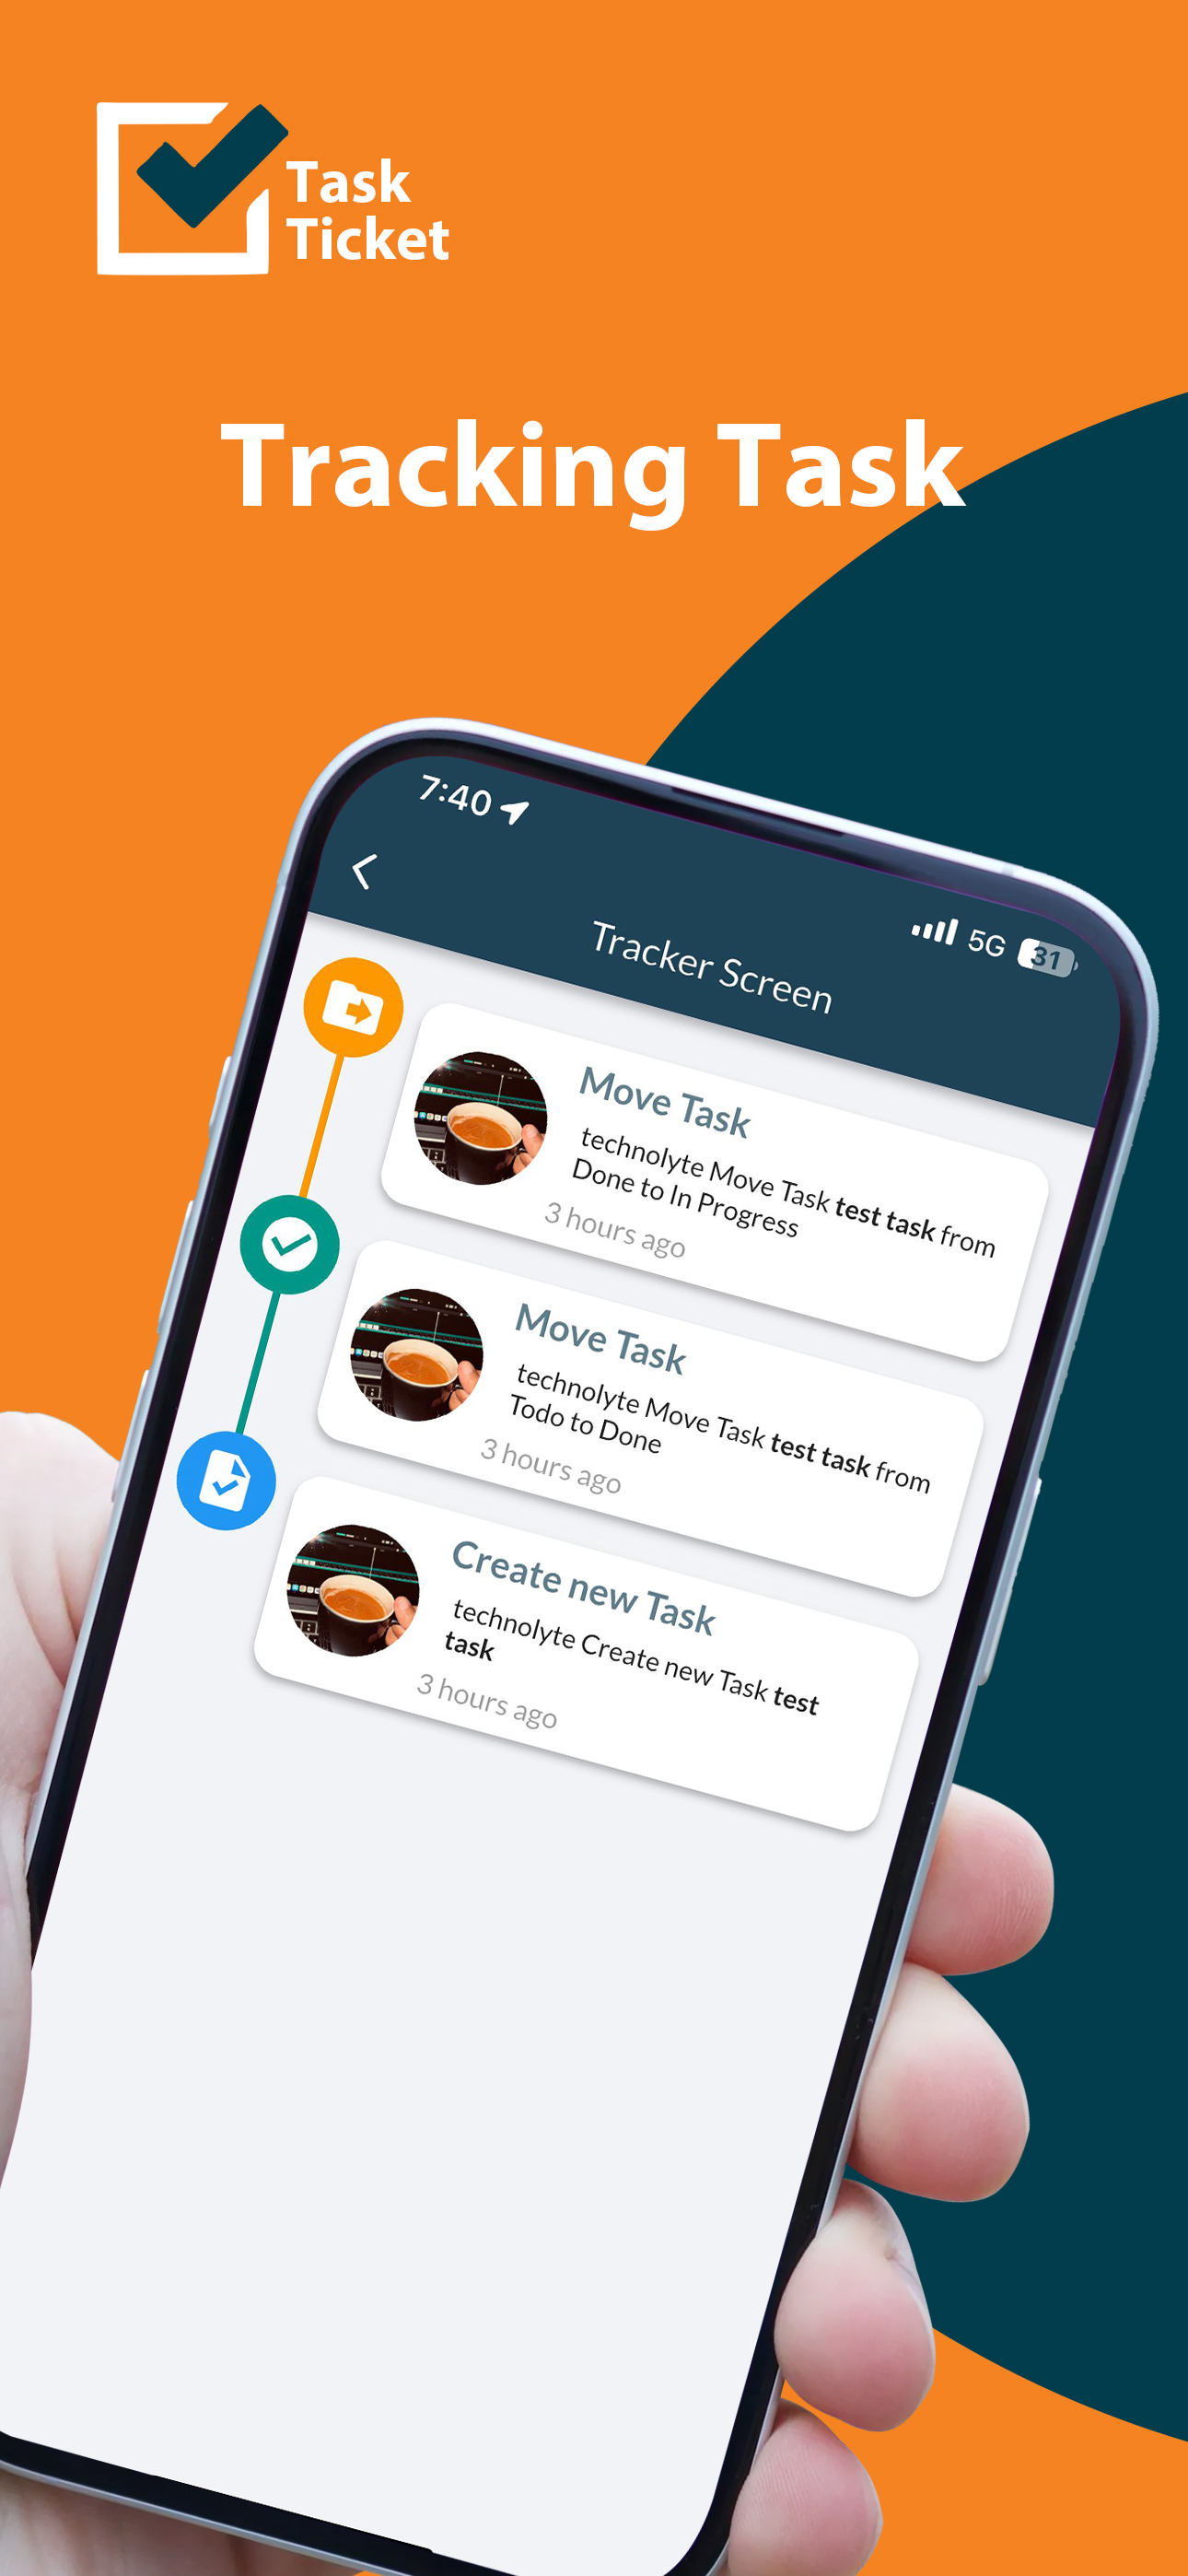 Task
Ticket
Tracking Task
7:40
5G 31
Tracker Screen
Move Task
technolyte Move Task test task from
Done to In Progress
3 hours ago
Move Task
technolyte Move Task test task from
Todo to Done
3 hours ago
Create new Task
technolyte Create new Task test
task
3 hours ago